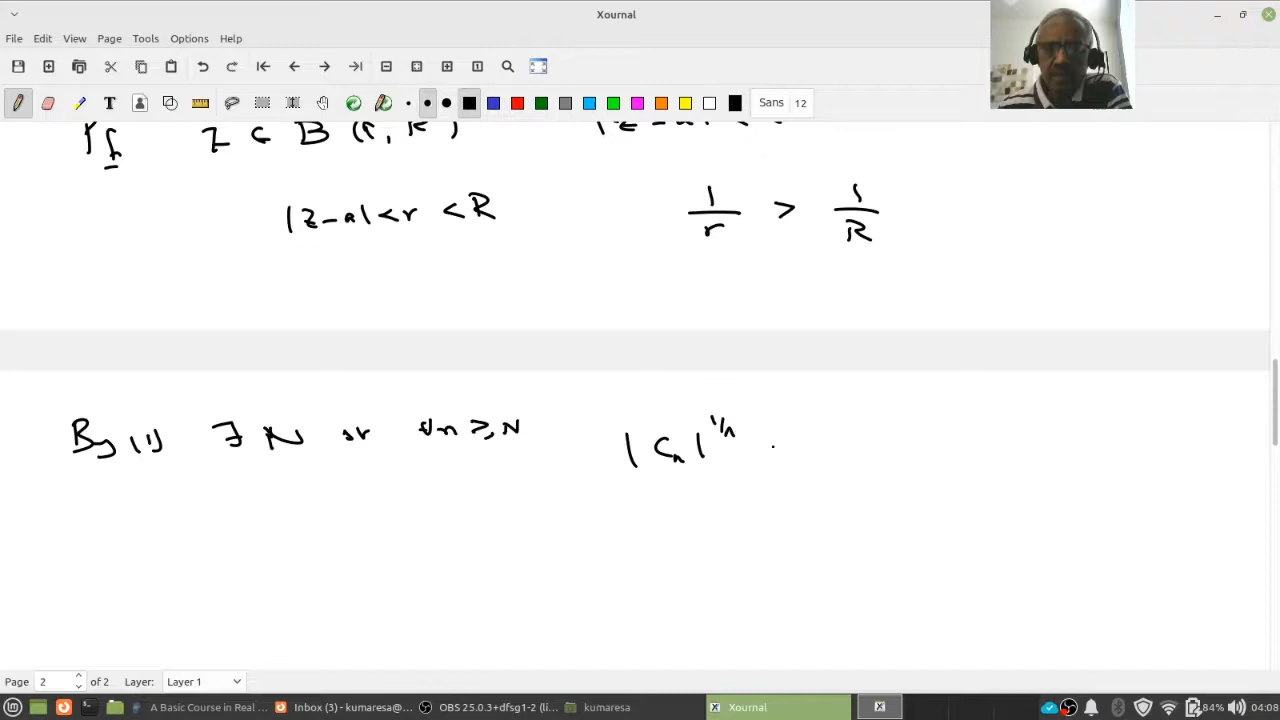 Xournal
File Edit View Page Tools Options Help
Sans 12
Pf z ∈ B(
|z-a|<r <R 1/r > 1/R
By (1) ∃ N st ∀n ≥ N |Cₙ|^{1/n}
Page 2 of 2 Layer: Layer 1
A Basic Course in Real ... Inbox (3) - kumaresa... OBS 25.0.3+dfsg1-2 (li... kumaresa Xournal 84% 04:08